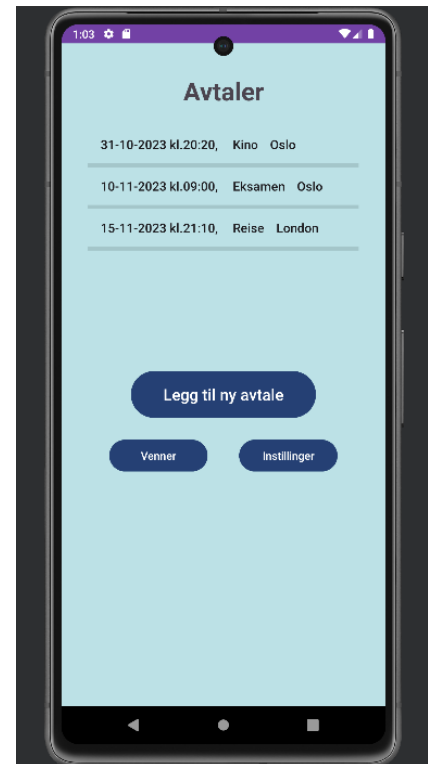 1:03
Avtaler
31-10-2023 kl.20:20, Kino Oslo
10-11-2023 kl.09:00, Eksamen Oslo
15-11-2023 kl.21:10, Reise London
Legg til ny avtale
Venner Instillinger